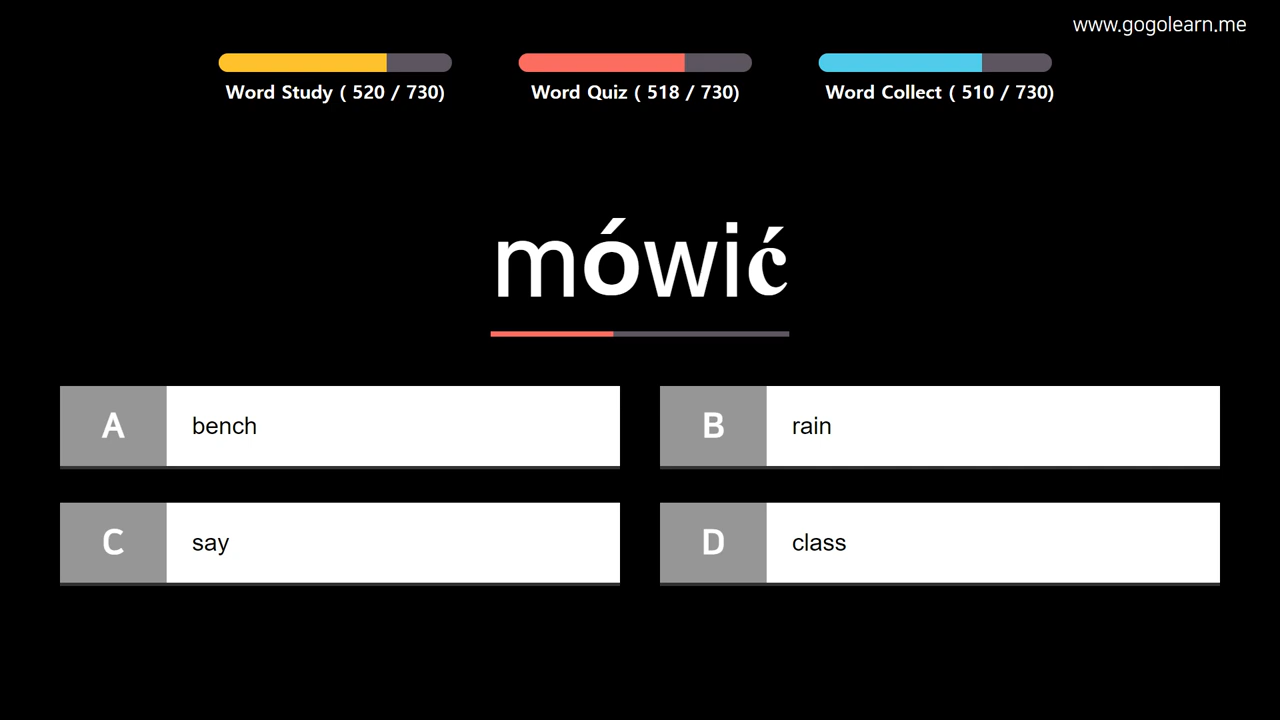 www.gogolearn.me
Word Study ( 520 / 730)
Word Quiz ( 518 / 730)
Word Collect ( 510 / 730)
mówić
A bench
B rain
C say
D class